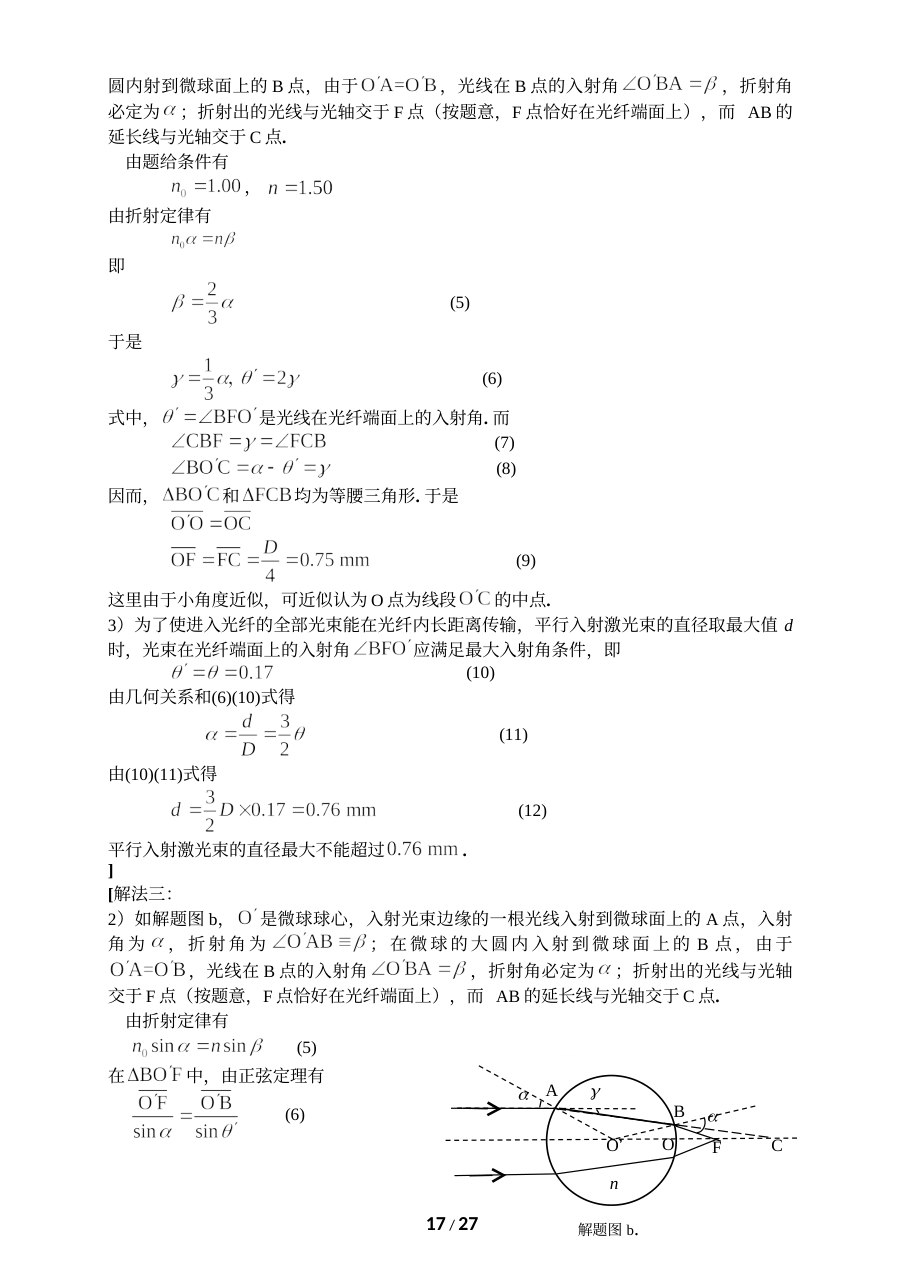 圆内射到微球面上的 B 点，由于 O′A=O′B，光线在 B 点的入射角∠O′BA =β，折射角
必定为 α；折射出的光线与光轴交于 F 点（按题意，F 点恰好在光纤端面上），而 AB 的
延长线与光轴交于 C 点.
由题给条件有
n₀ =1.00， n =1.50
由折射定律有
n₀α =nβ
即
β = 2/3 α (5)
于是
γ = 1/3 α, θ′ =2γ (6)
式中，θ′ =∠BFO′是光线在光纤端面上的入射角. 而
∠CBF =γ =∠FCB (7)
∠BO′C =α - θ′ =γ (8)
因而，ΔBO′C 和 ΔFCB 均为等腰三角形. 于是
O̅′̅O̅ =O̅C̅
O̅F̅ =F̅C̅ = D/4 =0.75 mm (9)
这里由于小角度近似，可近似认为 O 点为线段O′C 的中点.
3）为了使进入光纤的全部光束能在光纤内长距离传输，平行入射激光束的直径取最大值 d
时，光束在光纤端面上的入射角∠BFO′应满足最大入射角条件，即
θ′ =θ =0.17 (10)
由几何关系和(6)(10)式得
α = d/D = 3/2 θ (11)
由(10)(11)式得
d = 3/2 D ×0.17 =0.76 mm (12)
平行入射激光束的直径最大不能超过0.76 mm．
]
[解法三：
2）如解题图 b，O′是微球球心，入射光束边缘的一根光线入射到微球面上的 A 点，入射
角为 α，折射角为∠O′AB ≡β；在微球的大圆内入射到微球面上的 B 点，由于
O′A=O′B，光线在 B 点的入射角∠O′BA =β，折射角必定为 α；折射出的光线与光轴
交于 F 点（按题意，F 点恰好在光纤端面上），而 AB 的延长线与光轴交于 C 点.
由折射定律有
n₀ sin α =n sin β (5)
在 ΔBO′F 中，由正弦定理有
O̅′̅F̅/sin α = O̅′̅B̅/sin θ′ (6)
α A γ
B α
O′ O F C
n
解题图 b.
17 / 27